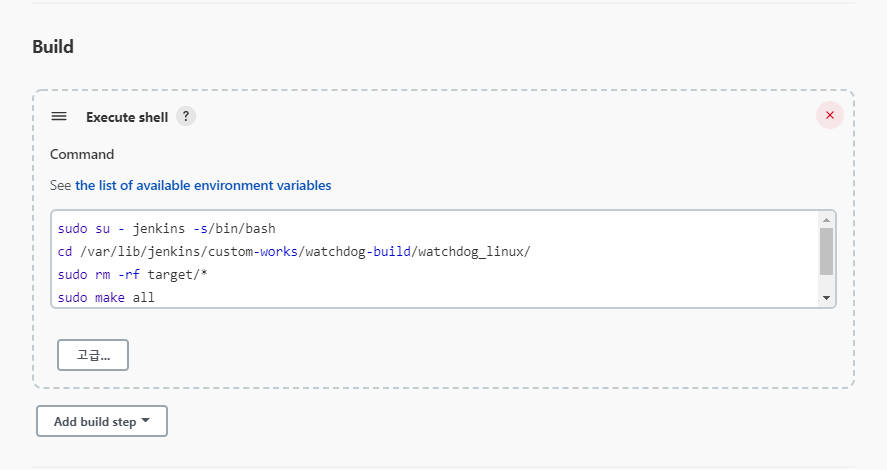 Build
Execute shell ?
Command
See the list of available environment variables
sudo su - jenkins -s/bin/bash
cd /var/lib/jenkins/custom-works/watchdog-build/watchdog_linux/
sudo rm -rf target/*
sudo make all
고급...
Add build step